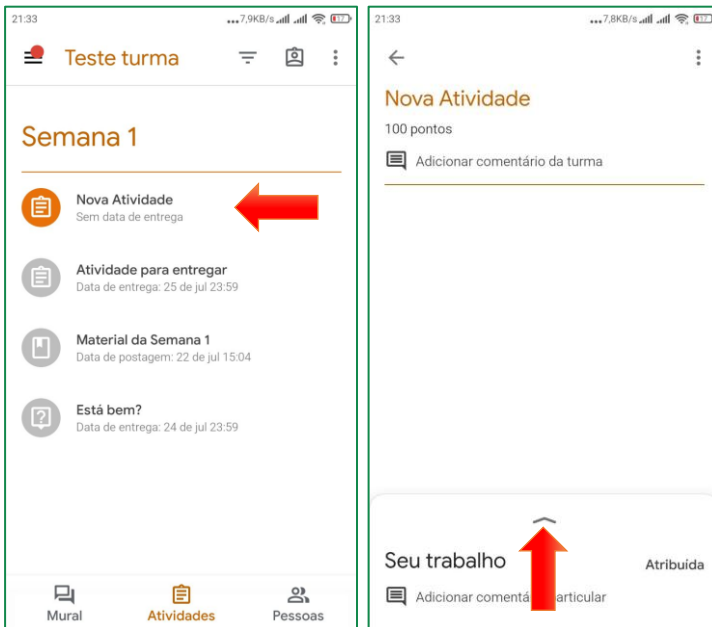 21:33 ...7,9KB/s 17
Teste turma
Semana 1
Nova Atividade
Sem data de entrega
Atividade para entregar
Data de entrega: 25 de jul 23:59
Material da Semana 1
Data de postagem: 22 de jul 15:04
Está bem?
Data de entrega: 24 de jul 23:59
Mural Atividades Pessoas
21:33 ...7,8KB/s 17
Nova Atividade
100 pontos
Adicionar comentário da turma
Seu trabalho Atribuída
Adicionar comentá articular